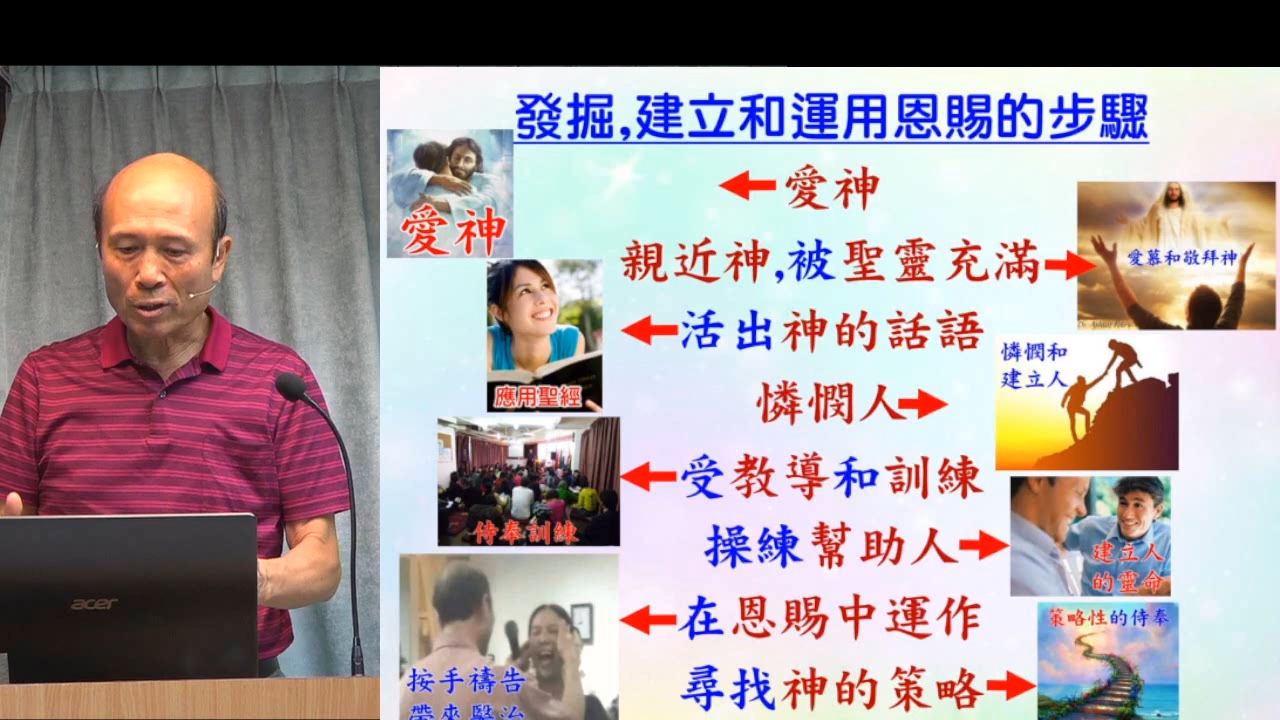 發掘,建立和運用恩賜的步驟
愛神
愛神
親近神,被聖靈充滿
愛慕和敬拜神
活出神的話語
應用聖經
憐憫人
憐憫和
建立人
受教導和訓練
侍奉訓練
操練幫助人
建立人
的靈命
在恩賜中運作
按手禱告
帶來醫治
尋找神的策略
策略性的侍奉
acer